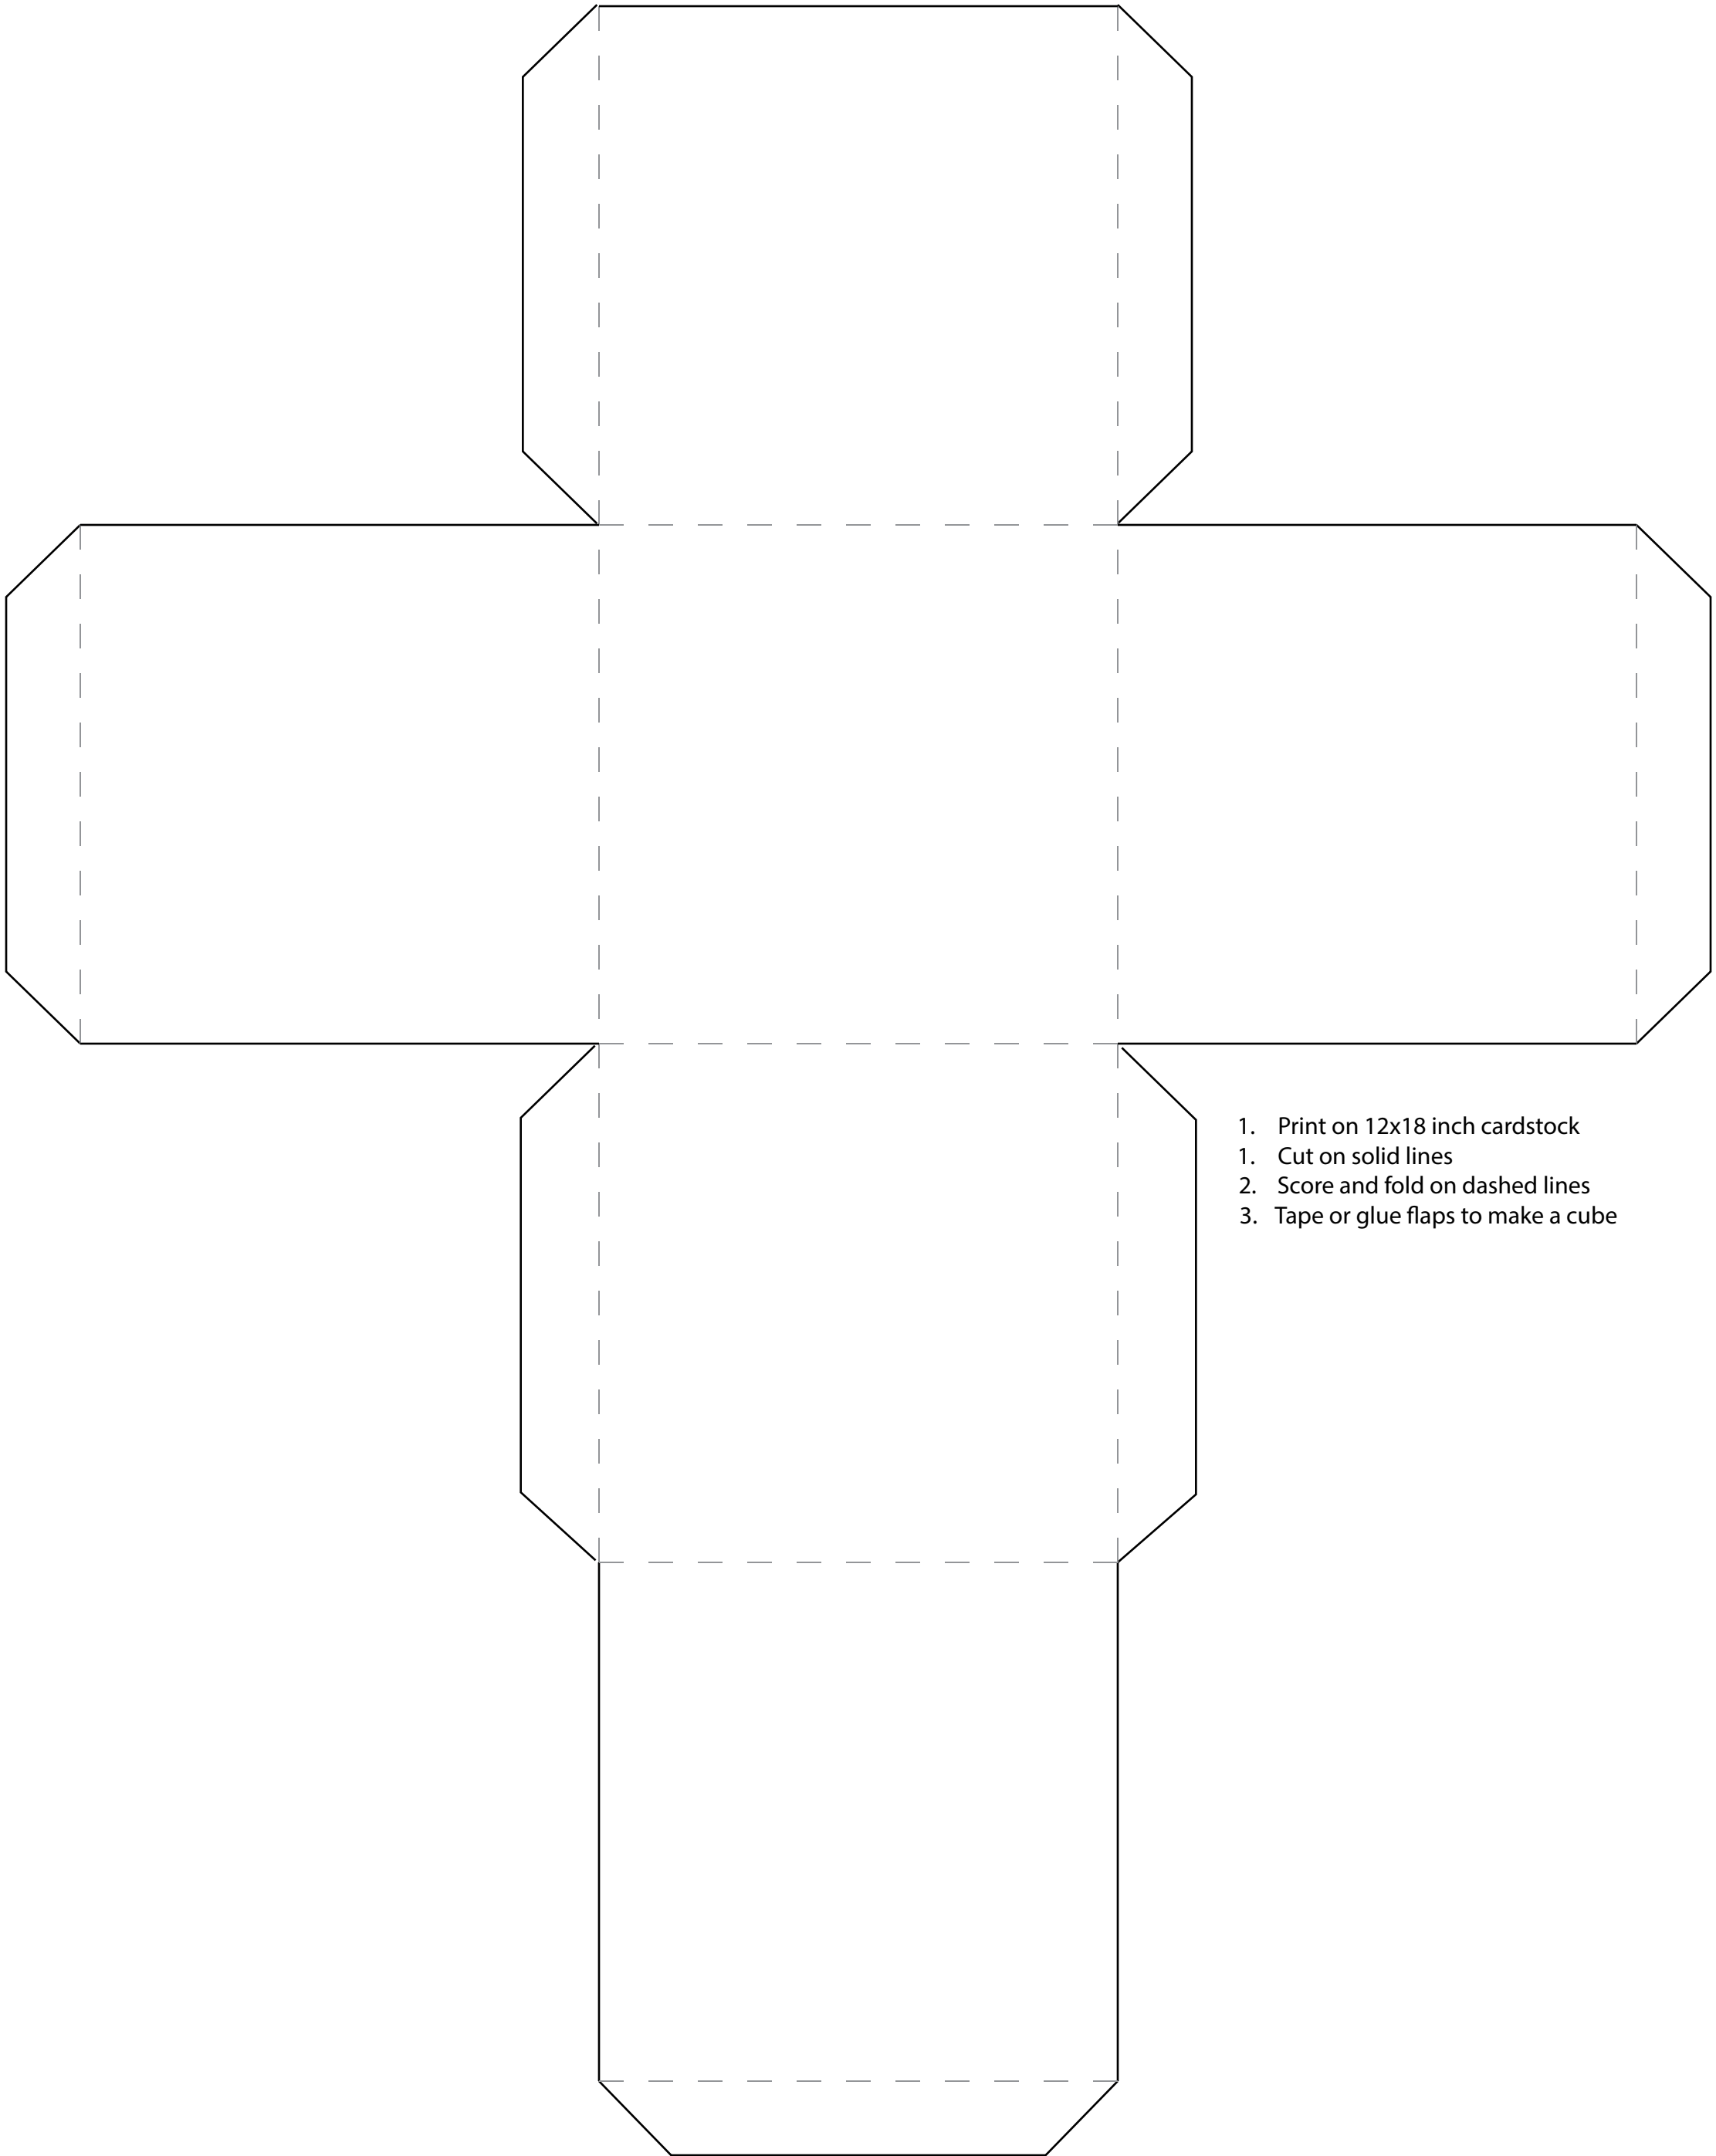 1. Print on 12x18 inch cardstock
1. Cut on solid lines
2. Score and fold on dashed lines
3. Tape or glue flaps to make a cube